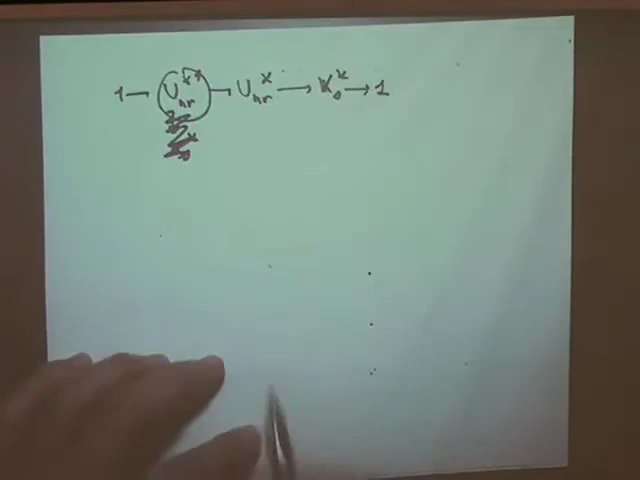 1 → U_nr^** → U_nr^x → K_0^* → 1